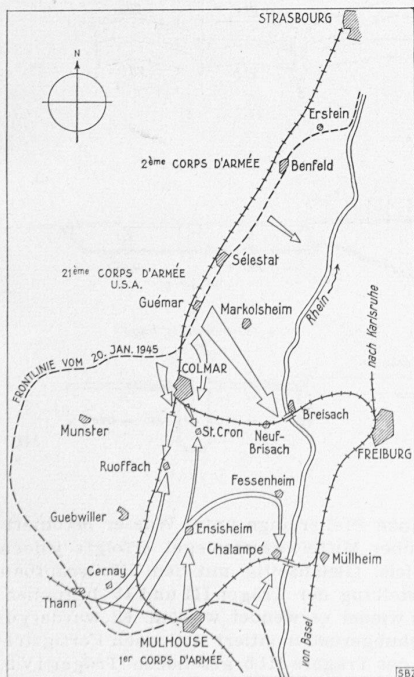 STRASBOURG
N
Erstein
2ème CORPS D'ARMÉE
Benfeld
Sélestat
21ème CORPS D'ARMÉE
U.S.A.
Guémar
Markolsheim
Rhein
nach Karlsruhe
FRONTLINIE VOM 20. JAN. 1945
COLMAR
Breisach
Munster
St. Cron
Neuf-
Brisach
FREIBURG
Ruoffach
Fessenheim
Guebwiller
Ensisheim
Chalampé
Müllheim
Cernay
Thann
von Basel
MULHOUSE
1er CORPS D'ARMÉE
SBZ